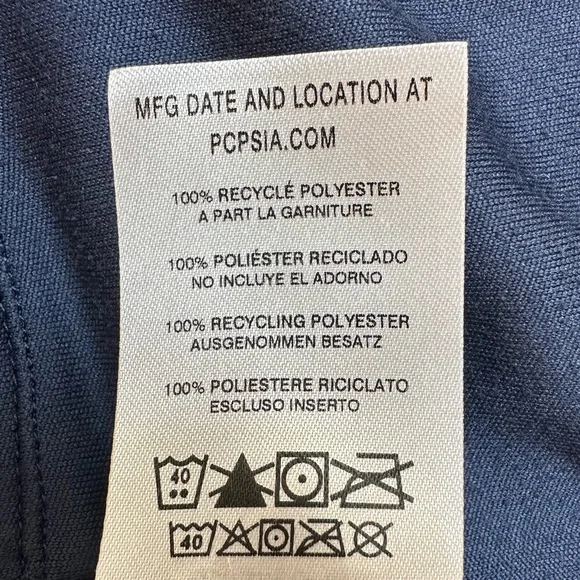 MFG DATE AND LOCATION AT
PCPSIA.COM
100% RECYCLÉ POLYESTER
A PART LA GARNITURE
100% POLIÉSTER RECICLADO
NO INCLUYE EL ADORNO
100% RECYCLING POLYESTER
AUSGENOMMEN BESATZ
100% POLIESTERE RICICLATO
ESCLUSO INSERTO
40
40